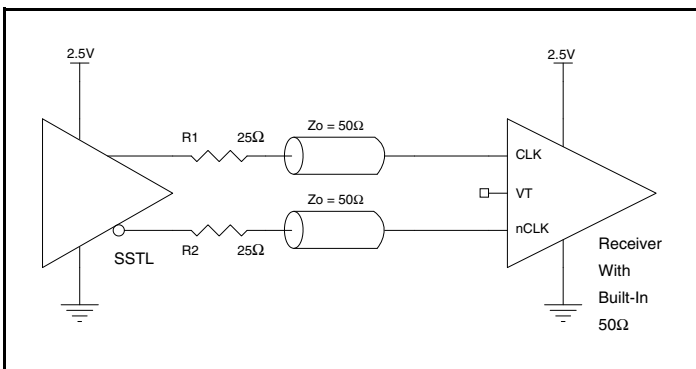 2.5V
2.5V
R1
25Ω
Zo = 50Ω
CLK
VT
Zo = 50Ω
nCLK
R2
25Ω
SSTL
Receiver
With
Built-In
50Ω